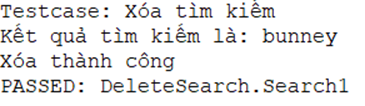 Testcase: Xóa tìm kiếm
Kết quả tìm kiếm là: bunney
Xóa thành công
PASSED: DeleteSearch.Search1